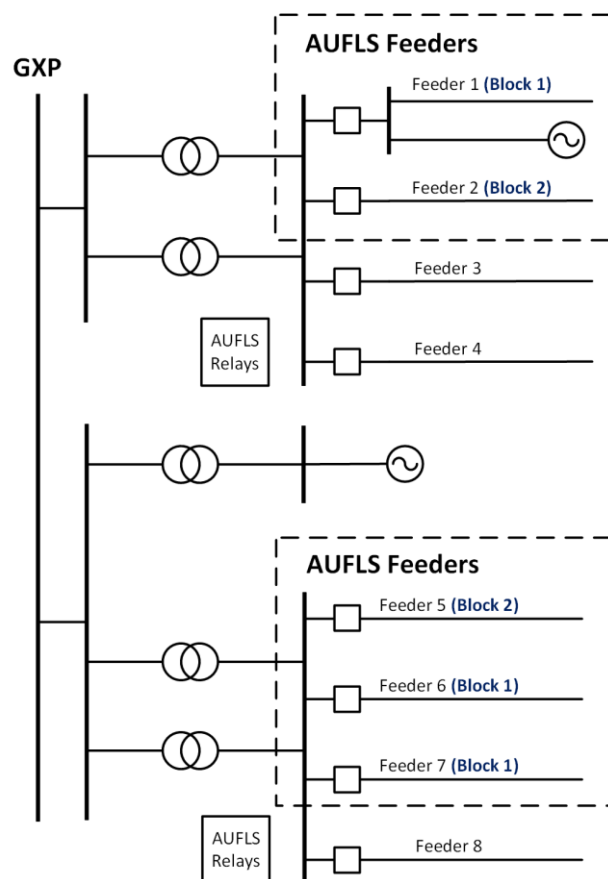 AUFLS Feeders
GXP
Feeder 1 (Block 1)
Feeder 2 (Block 2)
Feeder 3
AUFLS
Relays
Feeder 4
AUFLS Feeders
Feeder 5 (Block 2)
Feeder 6 (Block 1)
Feeder 7 (Block 1)
AUFLS
Relays
Feeder 8